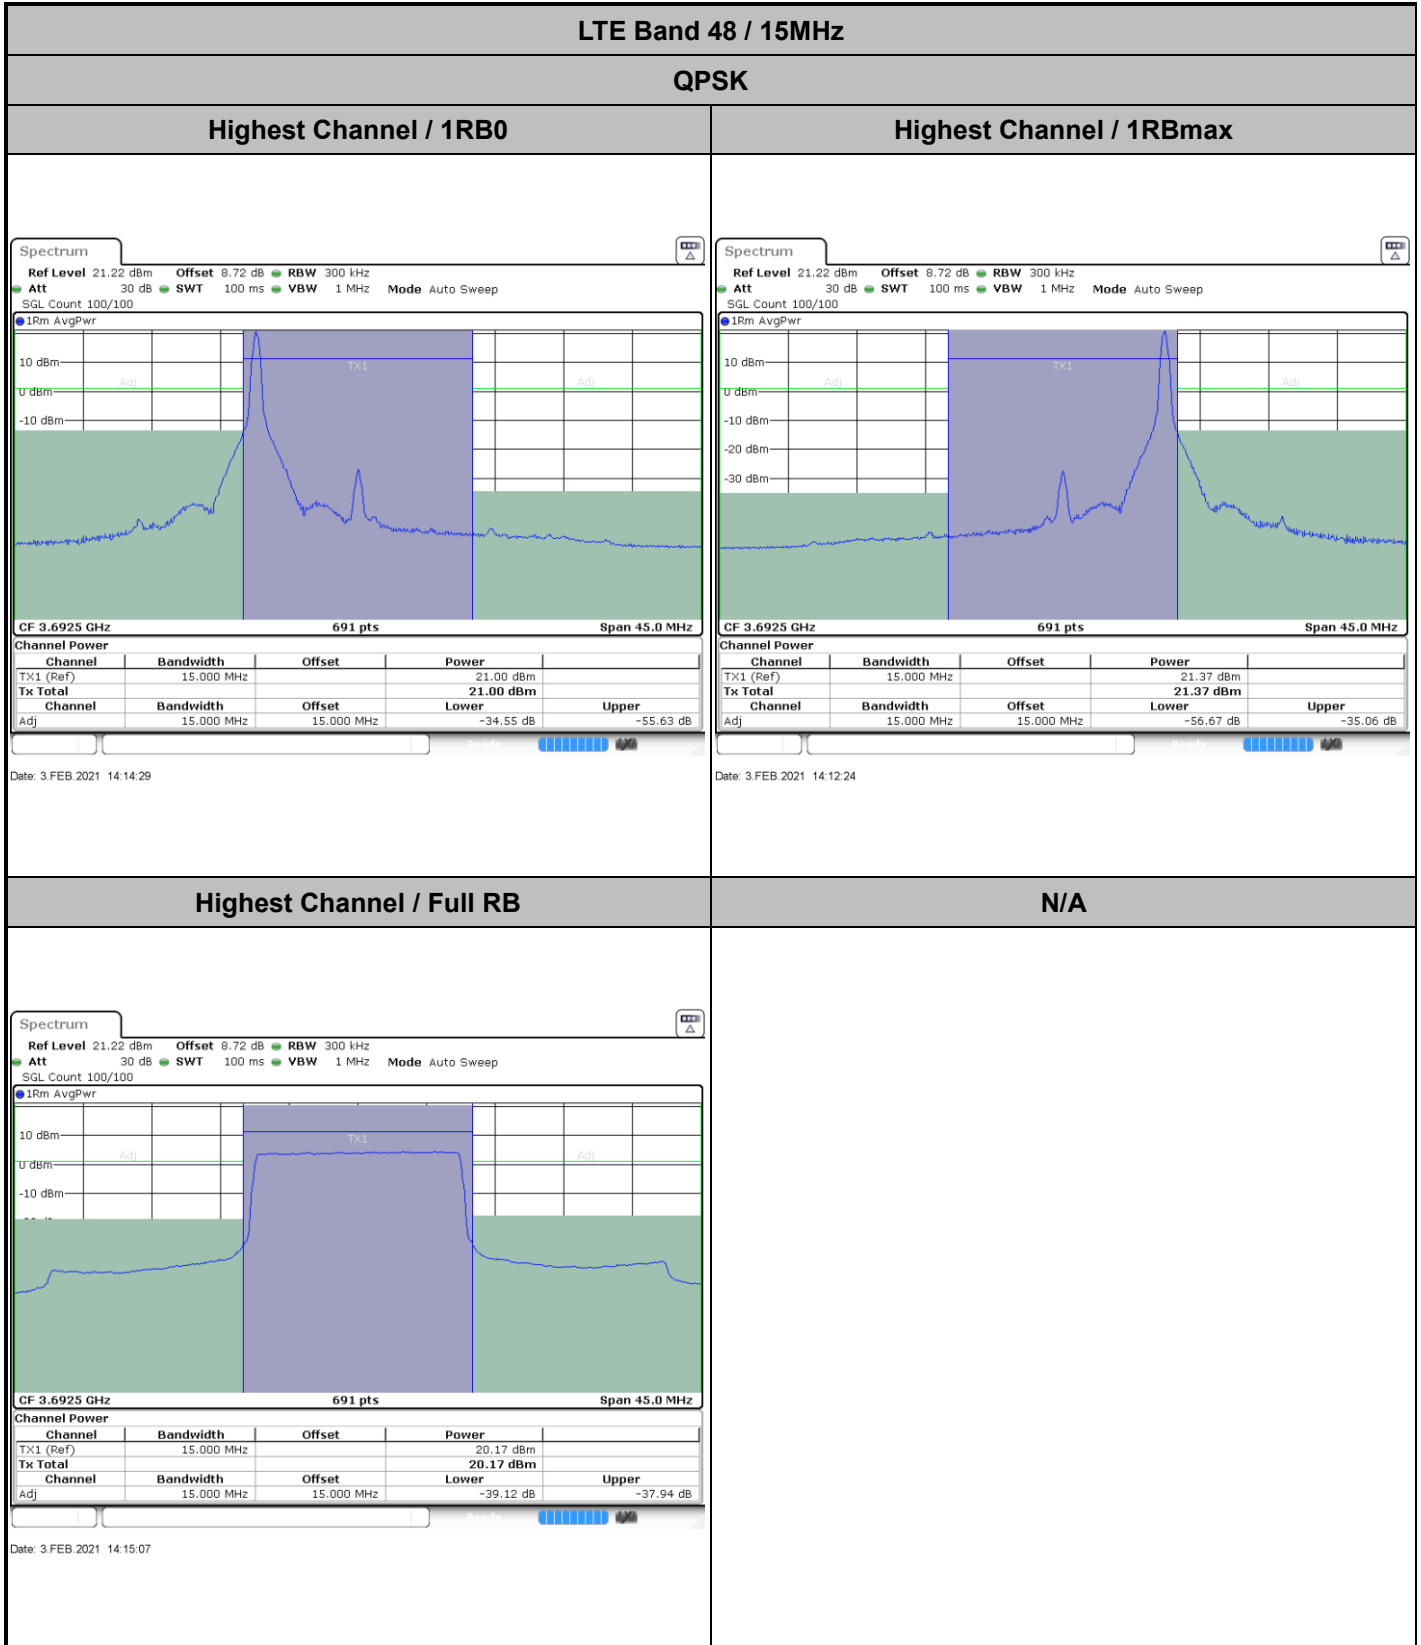 LTE Band 48 / 15MHz
QPSK
Highest Channel / 1RB0
Highest Channel / 1RBmax
Spectrum
Ref Level 21.22 dBm Offset 8.72 dB RBW 300 kHz
Att 30 dB SWT 100 ms VBW 1 MHz Mode Auto Sweep
SGL Count 100/100
1Rm AvgPwr
10 dBm
TX1
Adj
Adj
0 dBm
-10 dBm
CF 3.6925 GHz 691 pts Span 45.0 MHz
Channel Power
Channel Bandwidth Offset Power
TX1 (Ref) 15.000 MHz 21.00 dBm
Tx Total 21.00 dBm
Channel Bandwidth Offset Lower Upper
Adj 15.000 MHz 15.000 MHz -34.55 dB -55.63 dB
Ready
Date: 3.FEB.2021 14:14:29
Spectrum
Ref Level 21.22 dBm Offset 8.72 dB RBW 300 kHz
Att 30 dB SWT 100 ms VBW 1 MHz Mode Auto Sweep
SGL Count 100/100
1Rm AvgPwr
10 dBm
TX1
Adj
Adj
0 dBm
-10 dBm
-20 dBm
-30 dBm
CF 3.6925 GHz 691 pts Span 45.0 MHz
Channel Power
Channel Bandwidth Offset Power
TX1 (Ref) 15.000 MHz 21.37 dBm
Tx Total 21.37 dBm
Channel Bandwidth Offset Lower Upper
Adj 15.000 MHz 15.000 MHz -56.67 dB -35.06 dB
Ready
Date: 3.FEB.2021 14:12:24
Highest Channel / Full RB
N/A
Spectrum
Ref Level 21.22 dBm Offset 8.72 dB RBW 300 kHz
Att 30 dB SWT 100 ms VBW 1 MHz Mode Auto Sweep
SGL Count 100/100
1Rm AvgPwr
10 dBm
TX1
Adj
Adj
0 dBm
-10 dBm
CF 3.6925 GHz 691 pts Span 45.0 MHz
Channel Power
Channel Bandwidth Offset Power
TX1 (Ref) 15.000 MHz 20.17 dBm
Tx Total 20.17 dBm
Channel Bandwidth Offset Lower Upper
Adj 15.000 MHz 15.000 MHz -39.12 dB -37.94 dB
Ready
Date: 3.FEB.2021 14:15:07